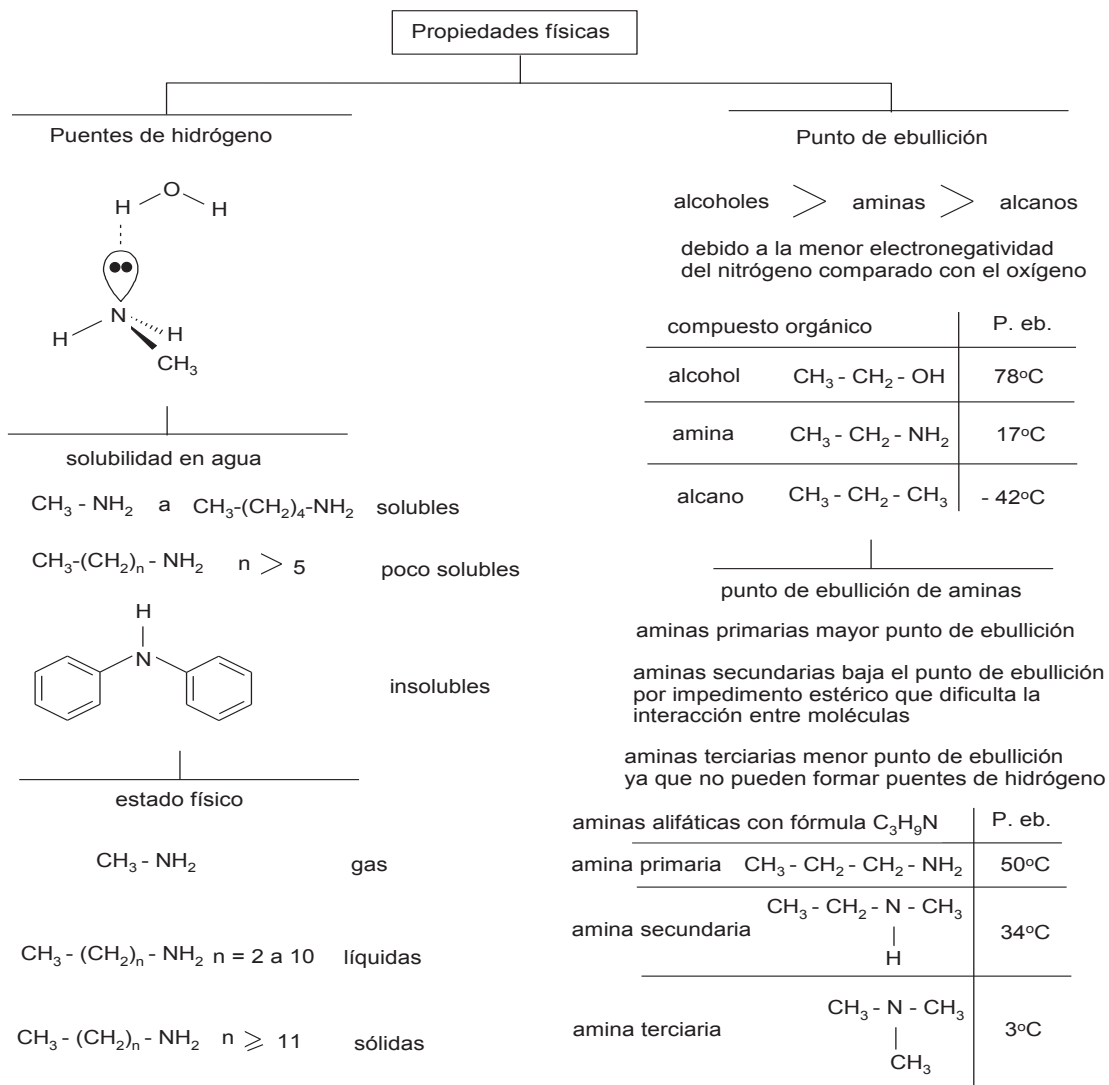 Propiedades físicas
Puentes de hidrógeno
H O H
N
H H
CH₃
solubilidad en agua
CH₃ - NH₂ a CH₃-(CH₂)₄-NH₂ solubles
CH₃-(CH₂)ₙ - NH₂ n > 5 poco solubles
H
N
insolubles
estado físico
CH₃ - NH₂ gas
CH₃ - (CH₂)ₙ - NH₂ n = 2 a 10 líquidas
CH₃ - (CH₂)ₙ - NH₂ n ⩾ 11 sólidas
Punto de ebullición
alcoholes > aminas > alcanos
debido a la menor electronegatividad
del nitrógeno comparado con el oxígeno
compuesto orgánico P. eb.
alcohol CH₃ - CH₂ - OH 78ºC
amina CH₃ - CH₂ - NH₂ 17ºC
alcano CH₃ - CH₂ - CH₃ - 42ºC
punto de ebullición de aminas
aminas primarias mayor punto de ebullición
aminas secundarias baja el punto de ebullición
por impedimento estérico que dificulta la
interacción entre moléculas
aminas terciarias menor punto de ebullición
ya que no pueden formar puentes de hidrógeno
aminas alifáticas con fórmula C₃H₉N P. eb.
amina primaria CH₃ - CH₂ - CH₂ - NH₂ 50ºC
amina secundaria CH₃ - CH₂ - N - CH₃ 34ºC
H
amina terciaria CH₃ - N - CH₃ 3ºC
CH₃